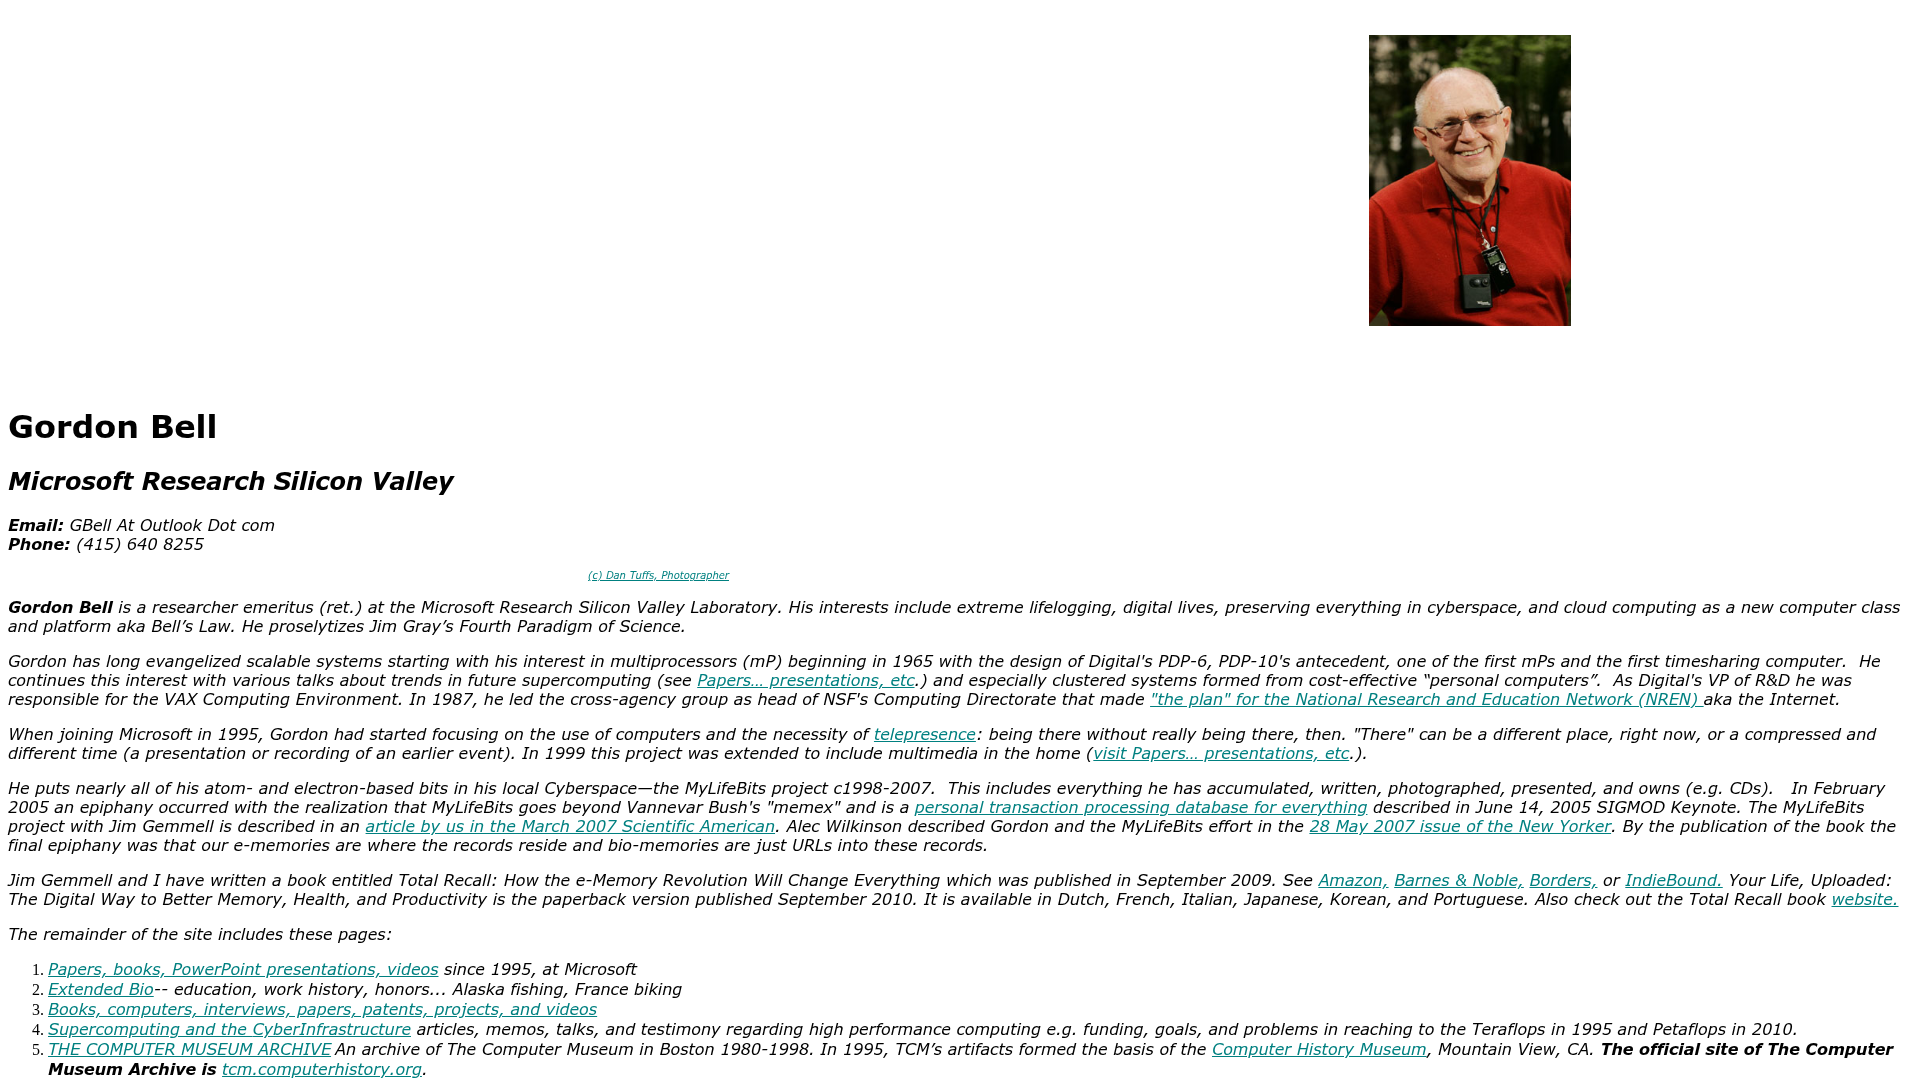 Gordon Bell
Microsoft Research Silicon Valley
Email: GBell At Outlook Dot com
Phone: (415) 640 8255
(c) Dan Tuffs, Photographer
Gordon Bell is a researcher emeritus (ret.) at the Microsoft Research Silicon Valley Laboratory. His interests include extreme lifelogging, digital lives, preserving everything in cyberspace, and cloud computing as a new computer class
and platform aka Bell’s Law. He proselytizes Jim Gray’s Fourth Paradigm of Science.
Gordon has long evangelized scalable systems starting with his interest in multiprocessors (mP) beginning in 1965 with the design of Digital's PDP-6, PDP-10's antecedent, one of the first mPs and the first timesharing computer.  He
continues this interest with various talks about trends in future supercomputing (see Papers… presentations, etc.) and especially clustered systems formed from cost-effective “personal computers”.  As Digital's VP of R&D he was
responsible for the VAX Computing Environment. In 1987, he led the cross-agency group as head of NSF's Computing Directorate that made "the plan" for the National Research and Education Network (NREN) aka the Internet.
When joining Microsoft in 1995, Gordon had started focusing on the use of computers and the necessity of telepresence: being there without really being there, then. "There" can be a different place, right now, or a compressed and
different time (a presentation or recording of an earlier event). In 1999 this project was extended to include multimedia in the home (visit Papers… presentations, etc.).
He puts nearly all of his atom- and electron-based bits in his local Cyberspace—the MyLifeBits project c1998-2007.  This includes everything he has accumulated, written, photographed, presented, and owns (e.g. CDs).   In February
2005 an epiphany occurred with the realization that MyLifeBits goes beyond Vannevar Bush's "memex" and is a personal transaction processing database for everything described in June 14, 2005 SIGMOD Keynote. The MyLifeBits
project with Jim Gemmell is described in an article by us in the March 2007 Scientific American. Alec Wilkinson described Gordon and the MyLifeBits effort in the 28 May 2007 issue of the New Yorker. By the publication of the book the
final epiphany was that our e-memories are where the records reside and bio-memories are just URLs into these records.
Jim Gemmell and I have written a book entitled Total Recall: How the e-Memory Revolution Will Change Everything which was published in September 2009. See Amazon, Barnes & Noble, Borders, or IndieBound. Your Life, Uploaded:
The Digital Way to Better Memory, Health, and Productivity is the paperback version published September 2010. It is available in Dutch, French, Italian, Japanese, Korean, and Portuguese. Also check out the Total Recall book website.
The remainder of the site includes these pages:
1. Papers, books, PowerPoint presentations, videos since 1995, at Microsoft
2. Extended Bio-- education, work history, honors… Alaska fishing, France biking
3. Books, computers, interviews, papers, patents, projects, and videos
4. Supercomputing and the CyberInfrastructure articles, memos, talks, and testimony regarding high performance computing e.g. funding, goals, and problems in reaching to the Teraflops in 1995 and Petaflops in 2010.
5. THE COMPUTER MUSEUM ARCHIVE An archive of The Computer Museum in Boston 1980-1998. In 1995, TCM’s artifacts formed the basis of the Computer History Museum, Mountain View, CA. The official site of The Computer
Museum Archive is tcm.computerhistory.org.